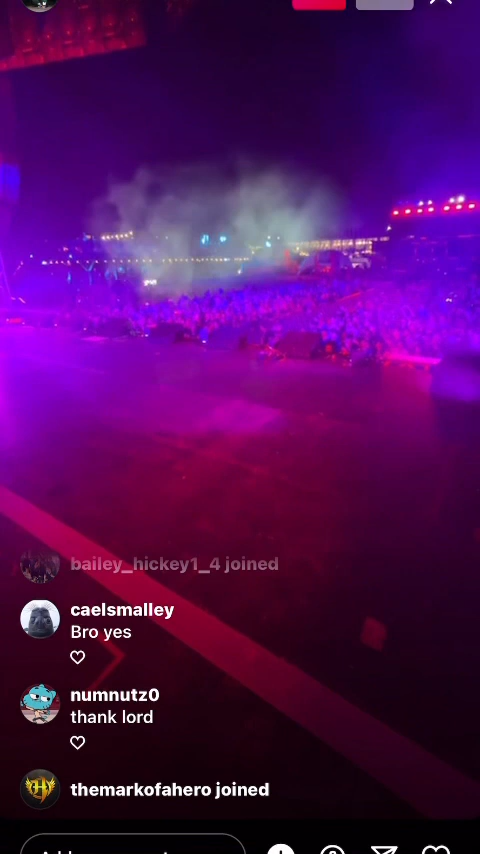 bailey_hickey1_4 joined
caelsmalley
Bro yes
numnutz0
thank lord
themarkofahero joined